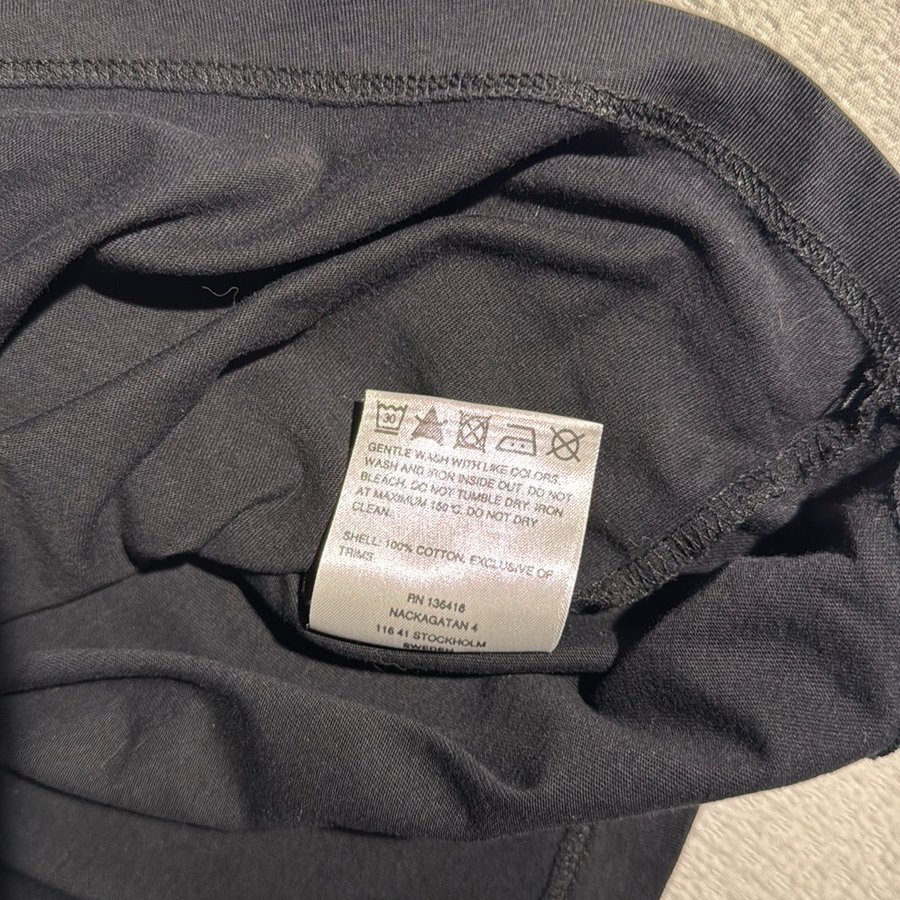 30
GENTLE WASH WITH LIKE COLORS.
WASH AND IRON INSIDE OUT. DO NOT
BLEACH. DO NOT TUMBLE DRY. IRON
AT MAXIMUM 150°C. DO NOT DRY
CLEAN.
SHELL: 100% COTTON, EXCLUSIVE OF
TRIMS
RN 136416
NACKAGATAN 4
116 41 STOCKHOLM
SWEDEN